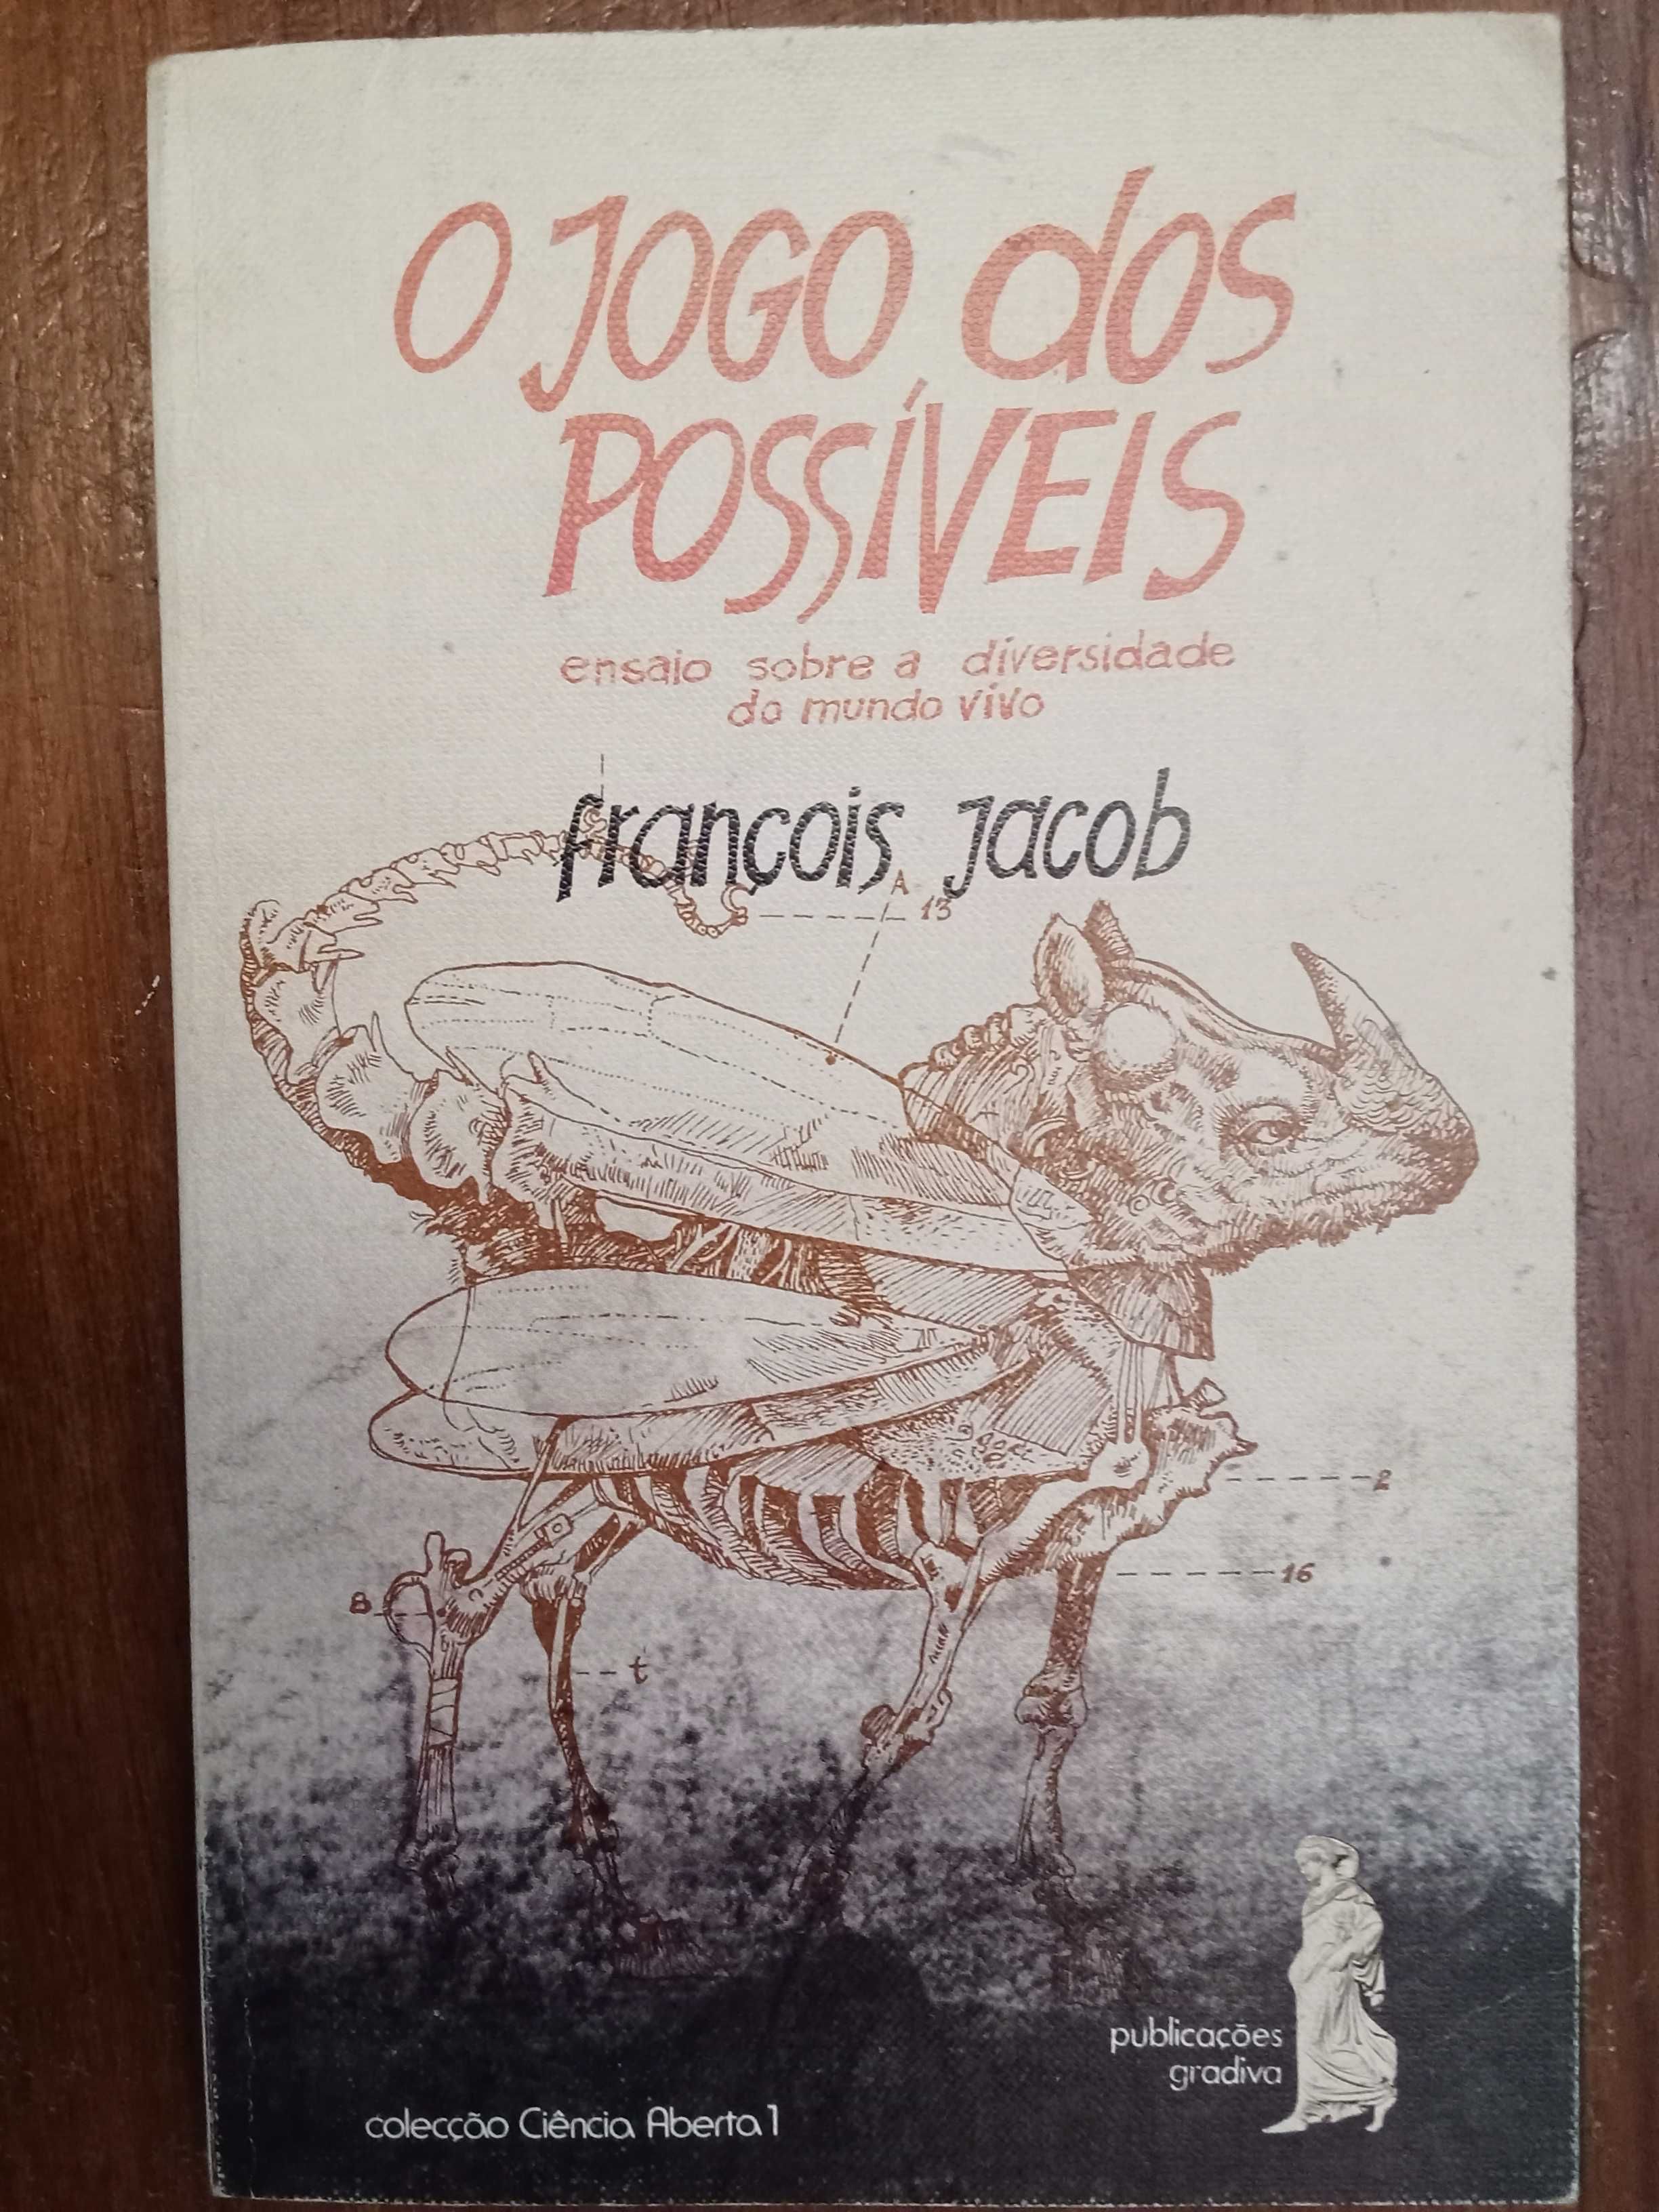 O JOGO dos
POSSÍVEIS
ensaio sobre a diversidade
do mundo vivo
françois jacob
A
13
2
16
8
t
publicações
gradiva
colecção Ciência Aberta 1